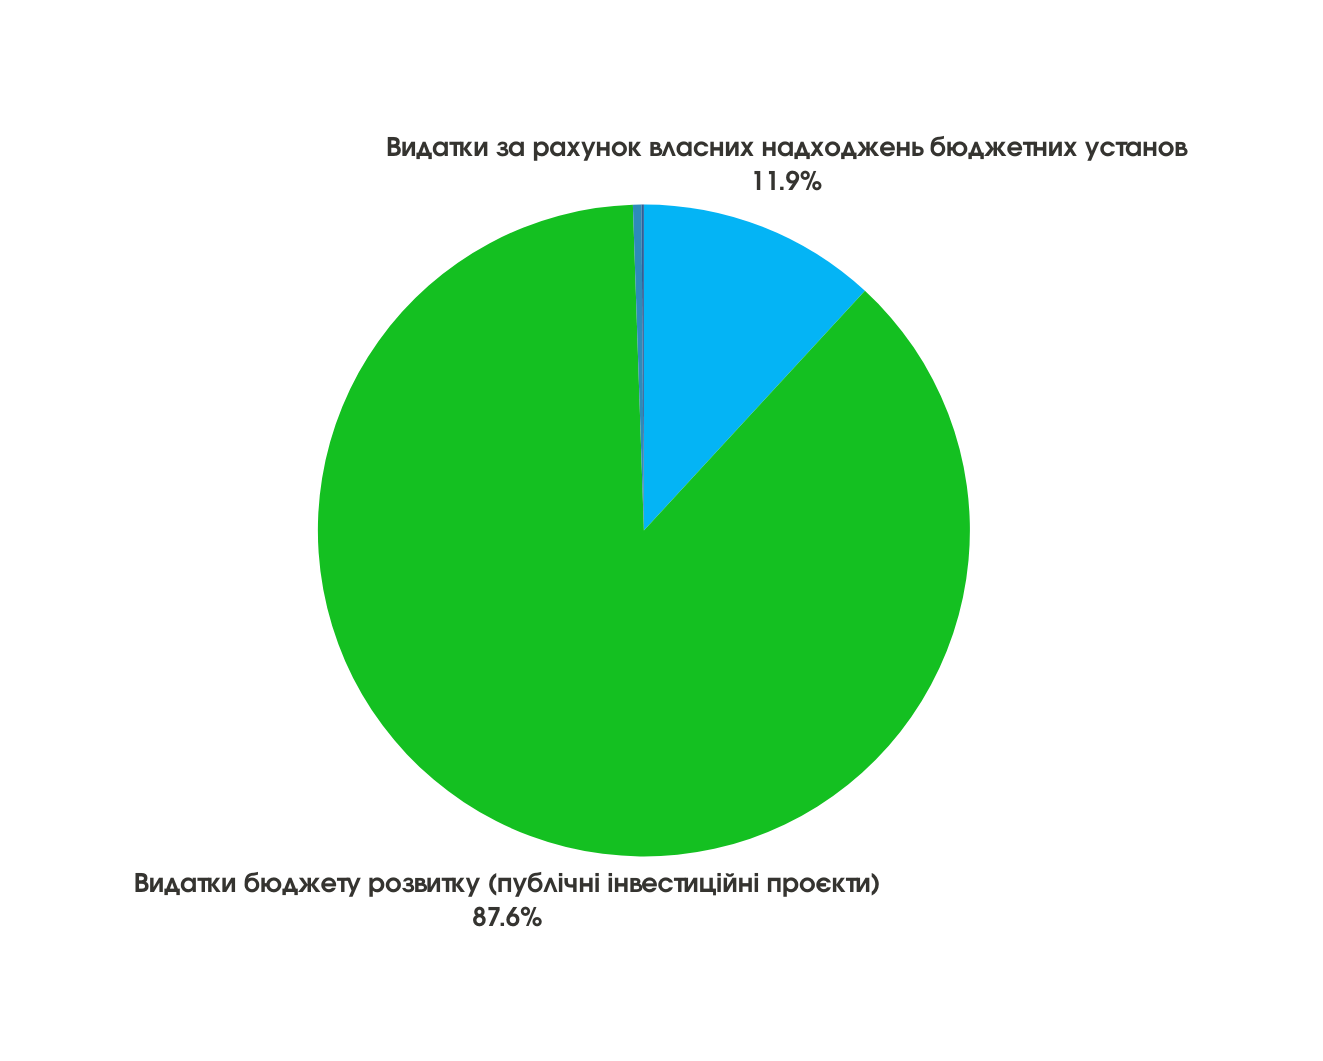 Видатки за рахунок власних надходжень бюджетних установ
11.9%
Видатки бюджету розвитку (публічні інвестиційні проєкти)
87.6%